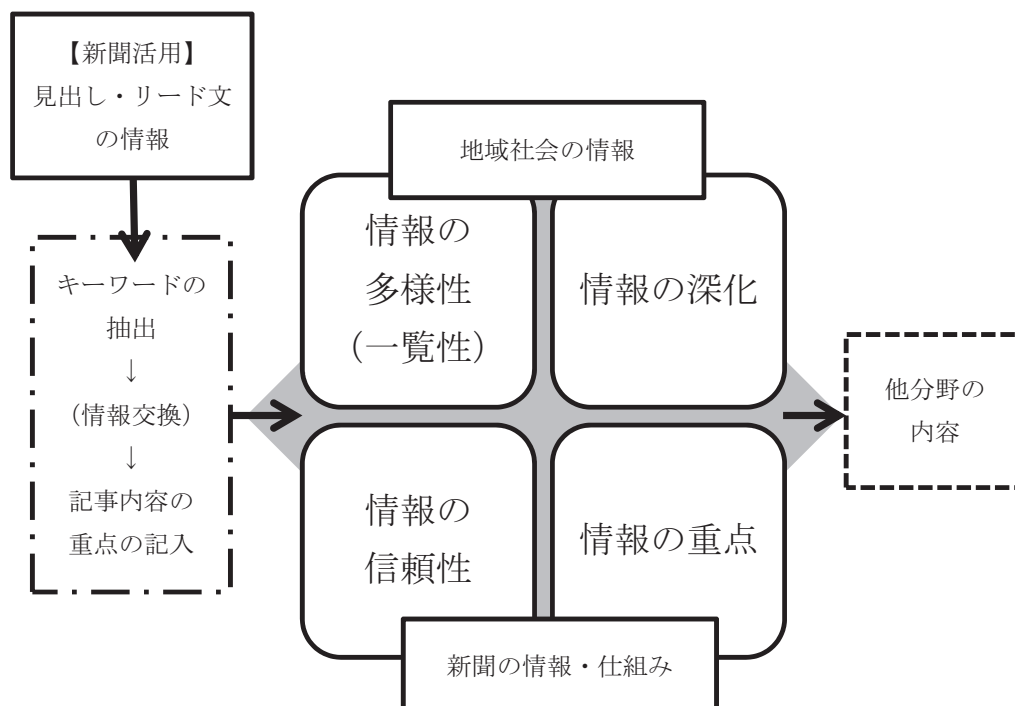 【新聞活用】
見出し・リード文
の情報
キーワードの
抽出
↓
(情報交換)
↓
記事内容の
重点の記入
地域社会の情報
情報の
多様性
(一覧性)
情報の深化
情報の
信頼性
情報の重点
新聞の情報・仕組み
他分野の
内容